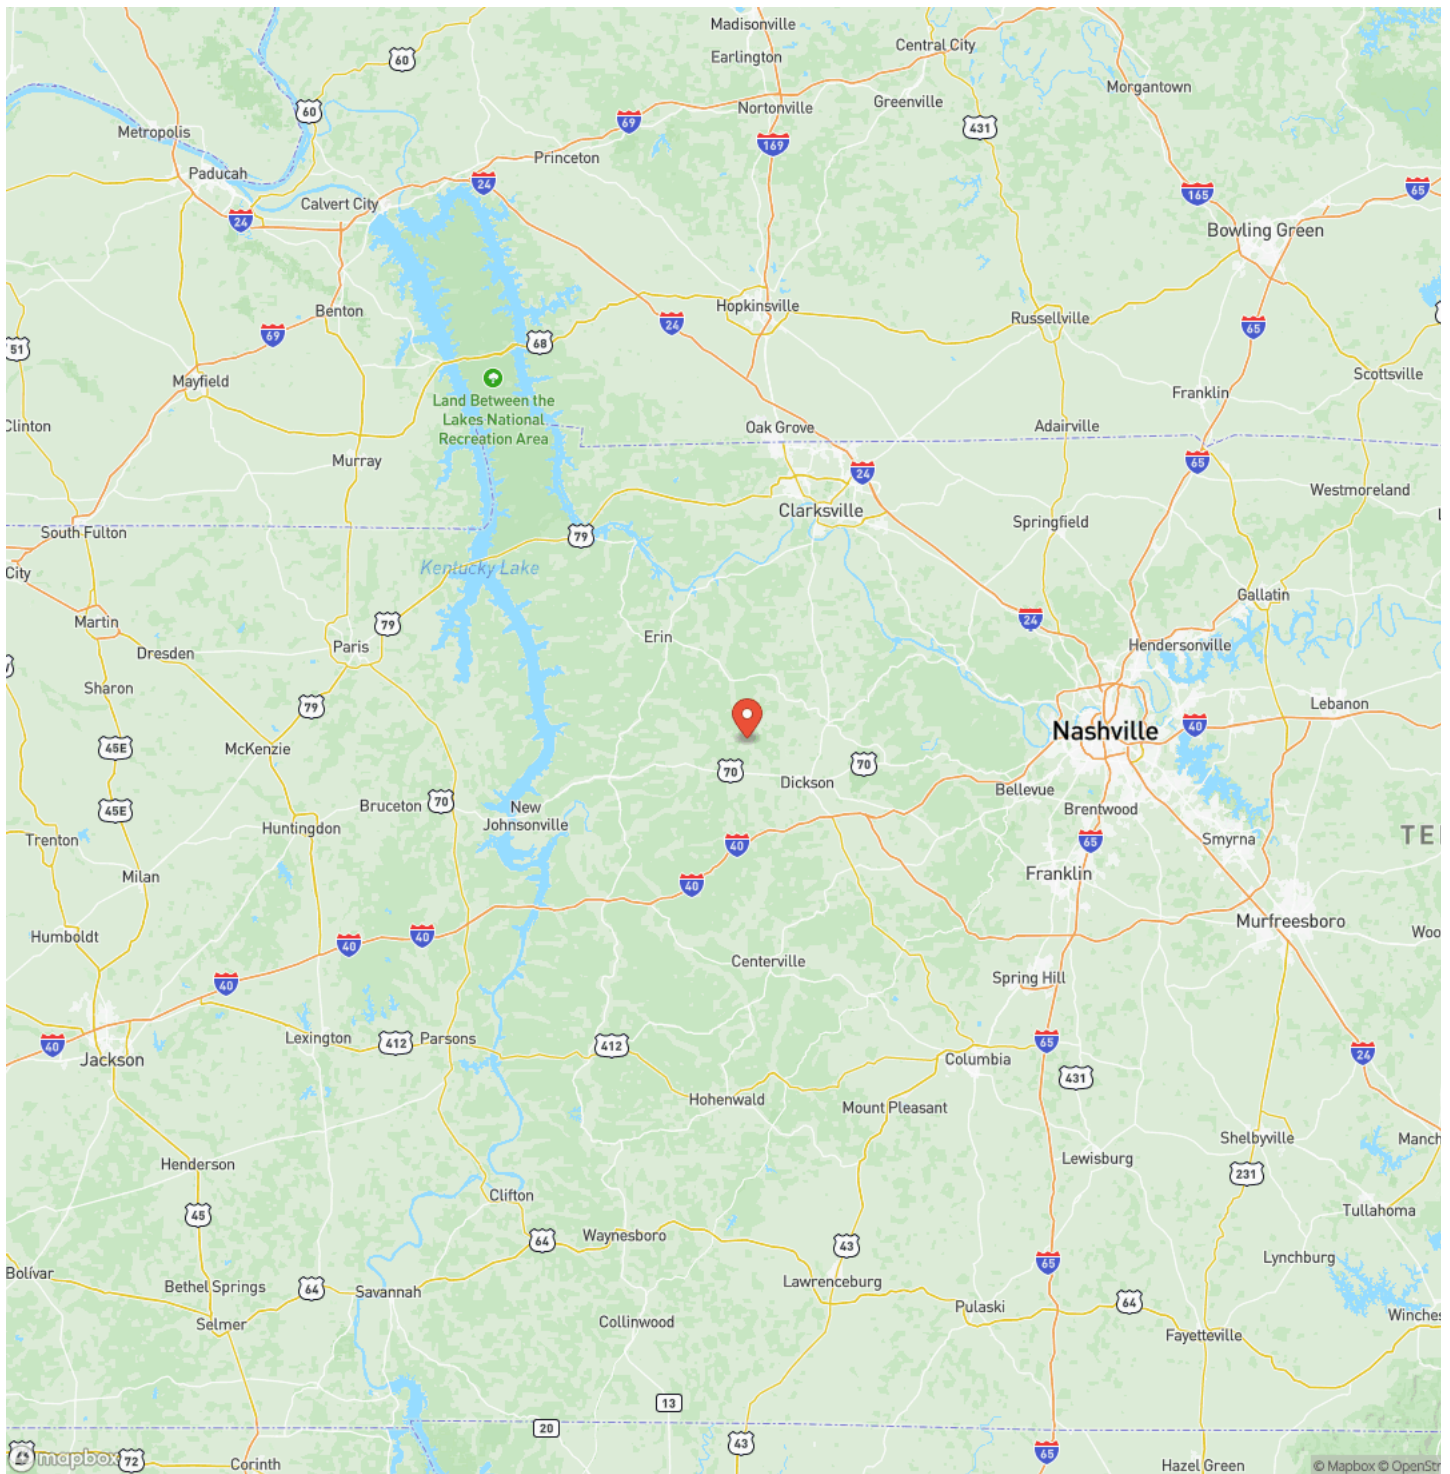 Madisonville
Earlington
Central City
60
Morgantown
Greenville
Nortonville
60
69
431
Metropolis
169
Princeton
Paducah
24
165
65
Calvert City
24
Bowling Green
Hopkinsville
Benton
Russellville
24
65
69
68
51
Scottsville
Mayfield
Franklin
Land Between the
Lakes National
Recreation Area
Clinton
Oak Grove
Adairville
Murray
65
24
Westmoreland
Clarksville
Springfield
South Fulton
79
Kentucky Lake
City
Gallatin
24
Martin
79
Erin
Hendersonville
Paris
Dresden
Sharon
79
Lebanon
40
Nashville
45E
McKenzie
70
70
Dickson
Bellevue
70
Bruceton
New
Johnsonville
Brentwood
45E
Huntingdon
TE
Trenton
40
65
Smyrna
Franklin
Milan
40
Murfreesboro
Humboldt
40
40
Woo
Centerville
Spring Hill
40
Lexington
412
Parsons
412
65
40
Jackson
Columbia
24
431
Hohenwald
Mount Pleasant
Shelbyville
Manch
Lewisburg
Henderson
231
Clifton
45
Tullahoma
Waynesboro
64
43
Lynchburg
65
Bolívar
Bethel Springs
64
Savannah
Lawrenceburg
64
Pulaski
Winches
Selmer
Collinwood
Fayetteville
13
20
43
65
mapbox
72
Corinth
Hazel Green
© Mapbox © OpenStr